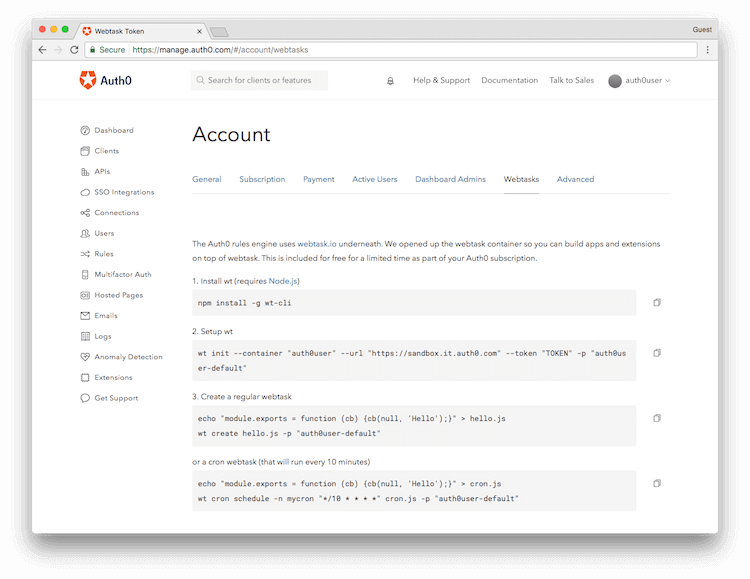 Webtask Token
Guest
Secure https://manage.auth0.com/#/account/webtasks
Auth0
Search for clients or features
Help & Support Documentation Talk to Sales auth0user
Dashboard
Clients
APIs
SSO Integrations
Connections
Users
Rules
Multifactor Auth
Hosted Pages
Emails
Logs
Anomaly Detection
Extensions
Get Support
Account
General Subscription Payment Active Users Dashboard Admins Webtasks Advanced
The Auth0 rules engine uses webtask.io underneath. We opened up the webtask container so you can build apps and extensions
on top of webtask. This is included for free for a limited time as part of your Auth0 subscription.
1. Install wt (requires Node.js)
npm install -g wt-cli
2. Setup wt
wt init --container "auth0user" --url "https://sandbox.it.auth0.com" --token "TOKEN" -p "auth0us
er-default"
3. Create a regular webtask
echo "module.exports = function (cb) {cb(null, 'Hello');}" > hello.js
wt create hello.js -p "auth0user-default"
or a cron webtask (that will run every 10 minutes)
echo "module.exports = function (cb) {cb(null, 'Hello');}" > cron.js
wt cron schedule -n mycron "*/10 * * * *" cron.js -p "auth0user-default"